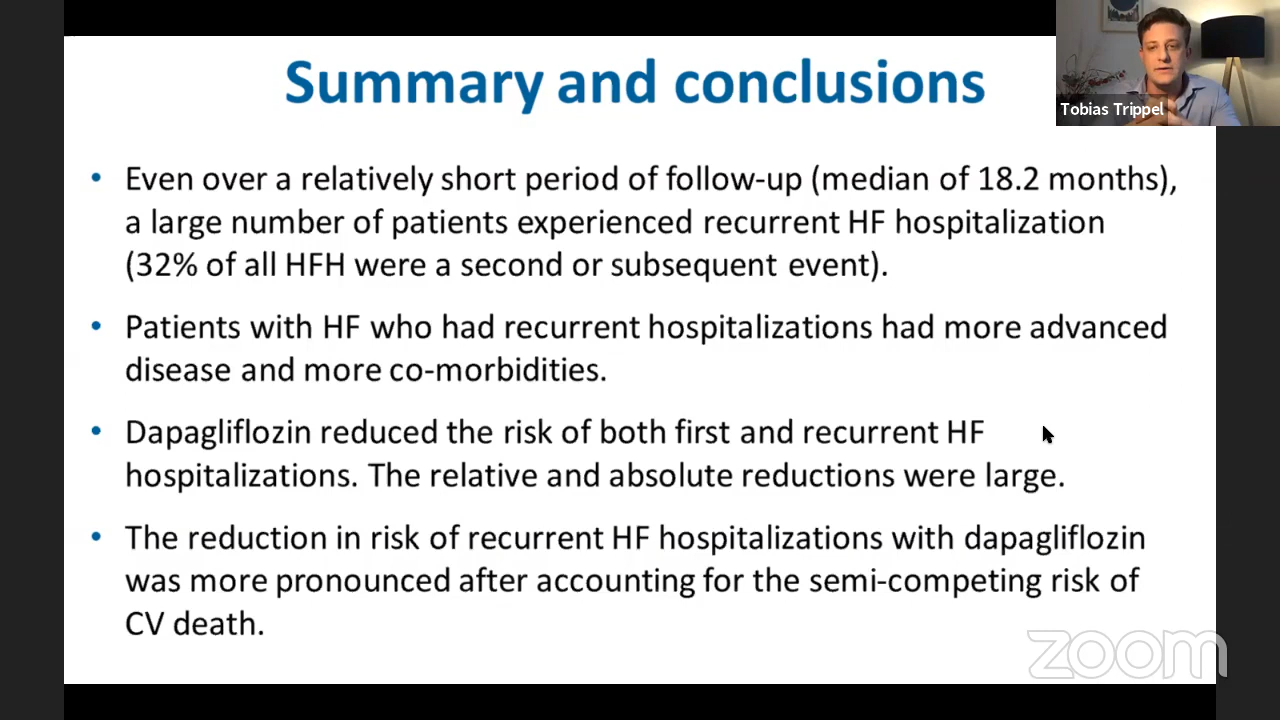 Summary and conclusions
Tobias Trippel
• Even over a relatively short period of follow-up (median of 18.2 months),
a large number of patients experienced recurrent HF hospitalization
(32% of all HFH were a second or subsequent event).
• Patients with HF who had recurrent hospitalizations had more advanced
disease and more co-morbidities.
• Dapagliflozin reduced the risk of both first and recurrent HF
hospitalizations. The relative and absolute reductions were large.
• The reduction in risk of recurrent HF hospitalizations with dapagliflozin
was more pronounced after accounting for the semi-competing risk of
CV death.
zoom